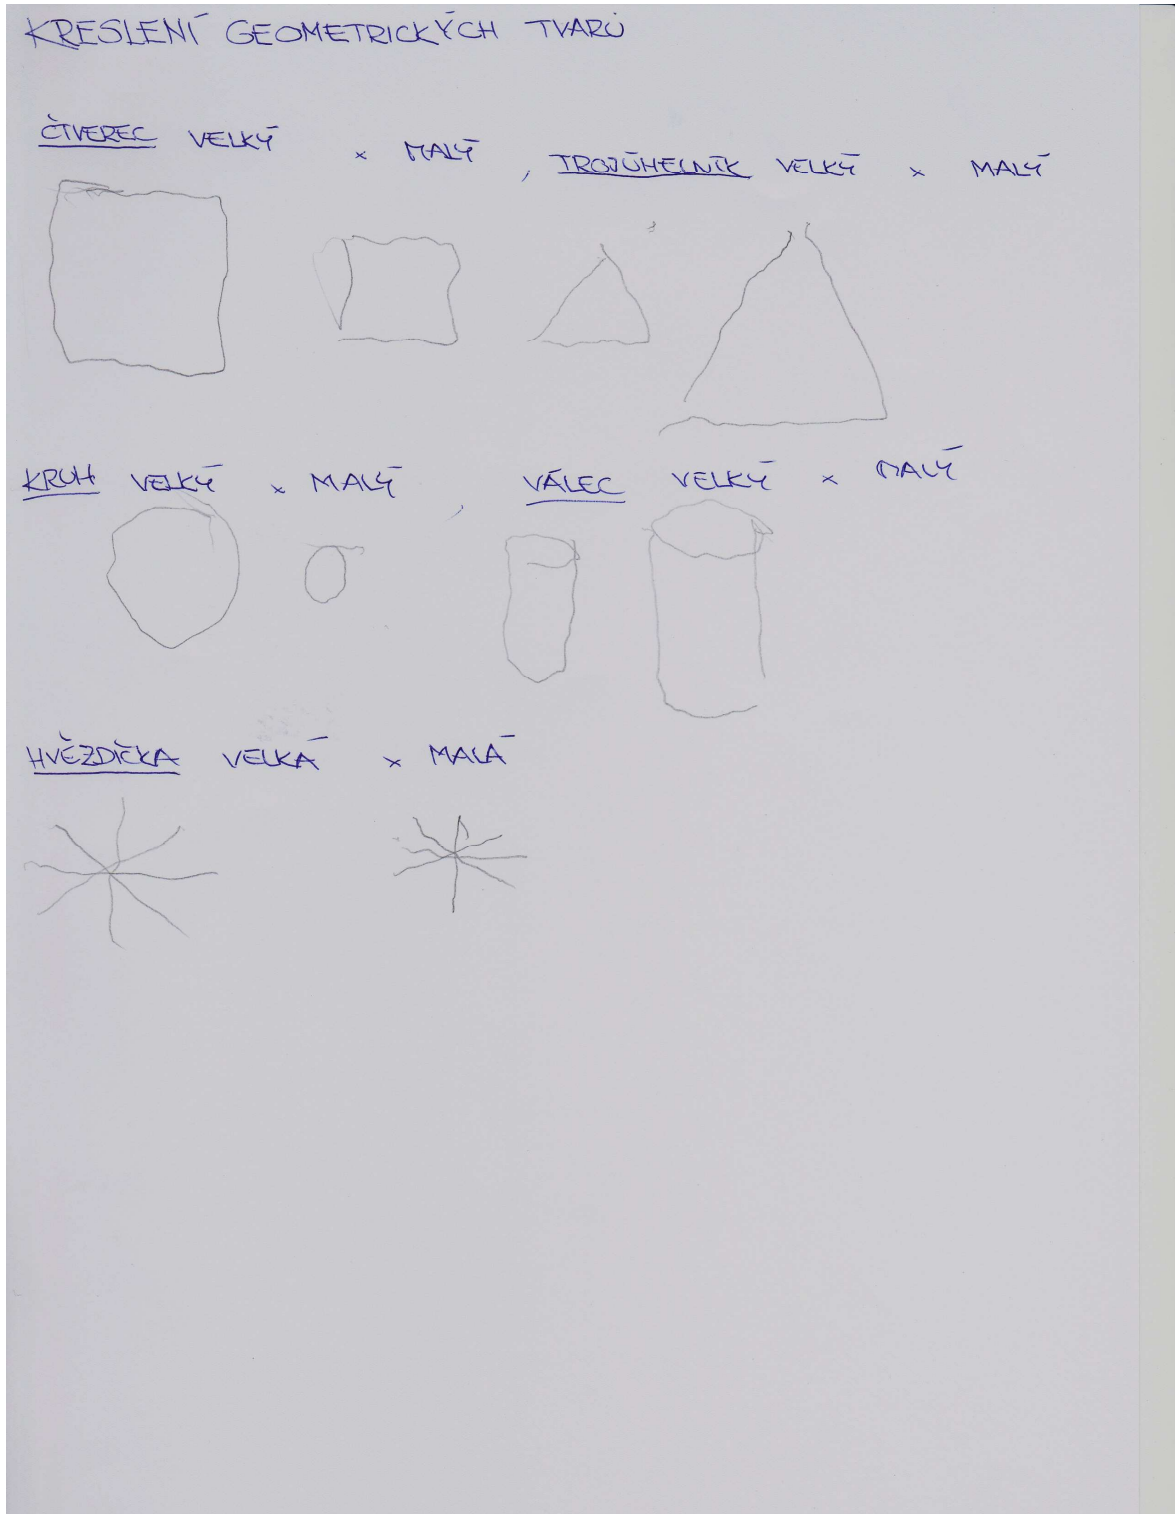 KRESLENÍ GEOMETRICKÝCH TVARŮ
ČTVEREC VELKÝ × MALÝ, TROJÚHELNÍK VELKÝ × MALÝ
KRUH VELKÝ × MALÝ, VÁLEC VELKÝ × MALÝ
HVĚZDIČKA VELKÁ × MALÁ